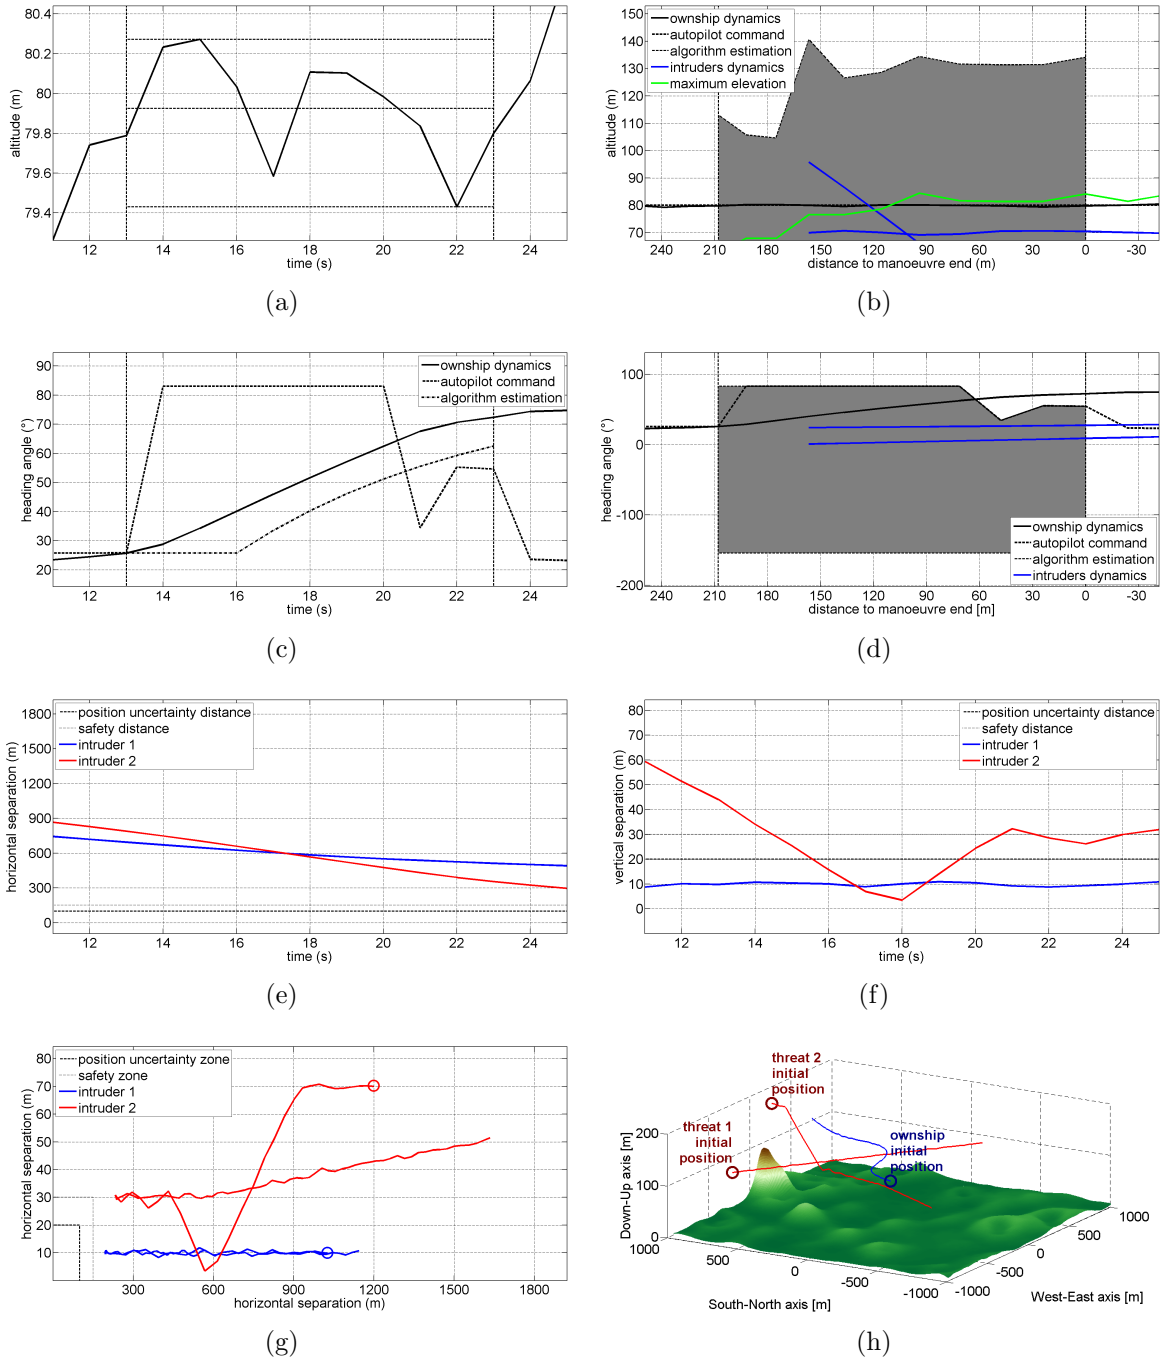 80.4
80.2
80
79.8
79.6
79.4
altitude (m)
12 14 16 18 20 22 24
time (s)
(a)
150
140
130
120
110
100
90
80
70
altitude (m)
ownship dynamics
autopilot command
algorithm estimation
intruders dynamics
maximum elevation
240 210 180 150 120 90 60 30 0 -30
distance to manoeuvre end (m)
(b)
90
80
70
60
50
40
30
20
heading angle (°)
ownship dynamics
autopilot command
algorithm estimation
12 14 16 18 20 22 24
time (s)
(c)
100
0
-100
-200
heading angle (°)
ownship dynamics
autopilot command
algorithm estimation
intruders dynamics
240 210 180 150 120 90 60 30 0 -30
distance to manoeuvre end [m]
(d)
1800
1500
1200
900
600
300
0
horizontal separation (m)
position uncertainty distance
safety distance
intruder 1
intruder 2
12 14 16 18 20 22 24
time (s)
(e)
80
70
60
50
40
30
20
10
0
vertical separation (m)
position uncertainty distance
safety distance
intruder 1
intruder 2
12 14 16 18 20 22 24
time (s)
(f)
80
70
60
50
40
30
20
10
horizontal separation (m)
position uncertainty zone
safety zone
intruder 1
intruder 2
300 600 900 1200 1500 1800
horizontal separation (m)
(g)
threat 2
initial
position
threat 1
initial
position
ownship
initial
position
200
100
0
Down-Up axis [m]
1000 500 0 -500 -1000
South-North axis [m]
-1000 -500 0 500 1000
West-East axis [m]
(h)